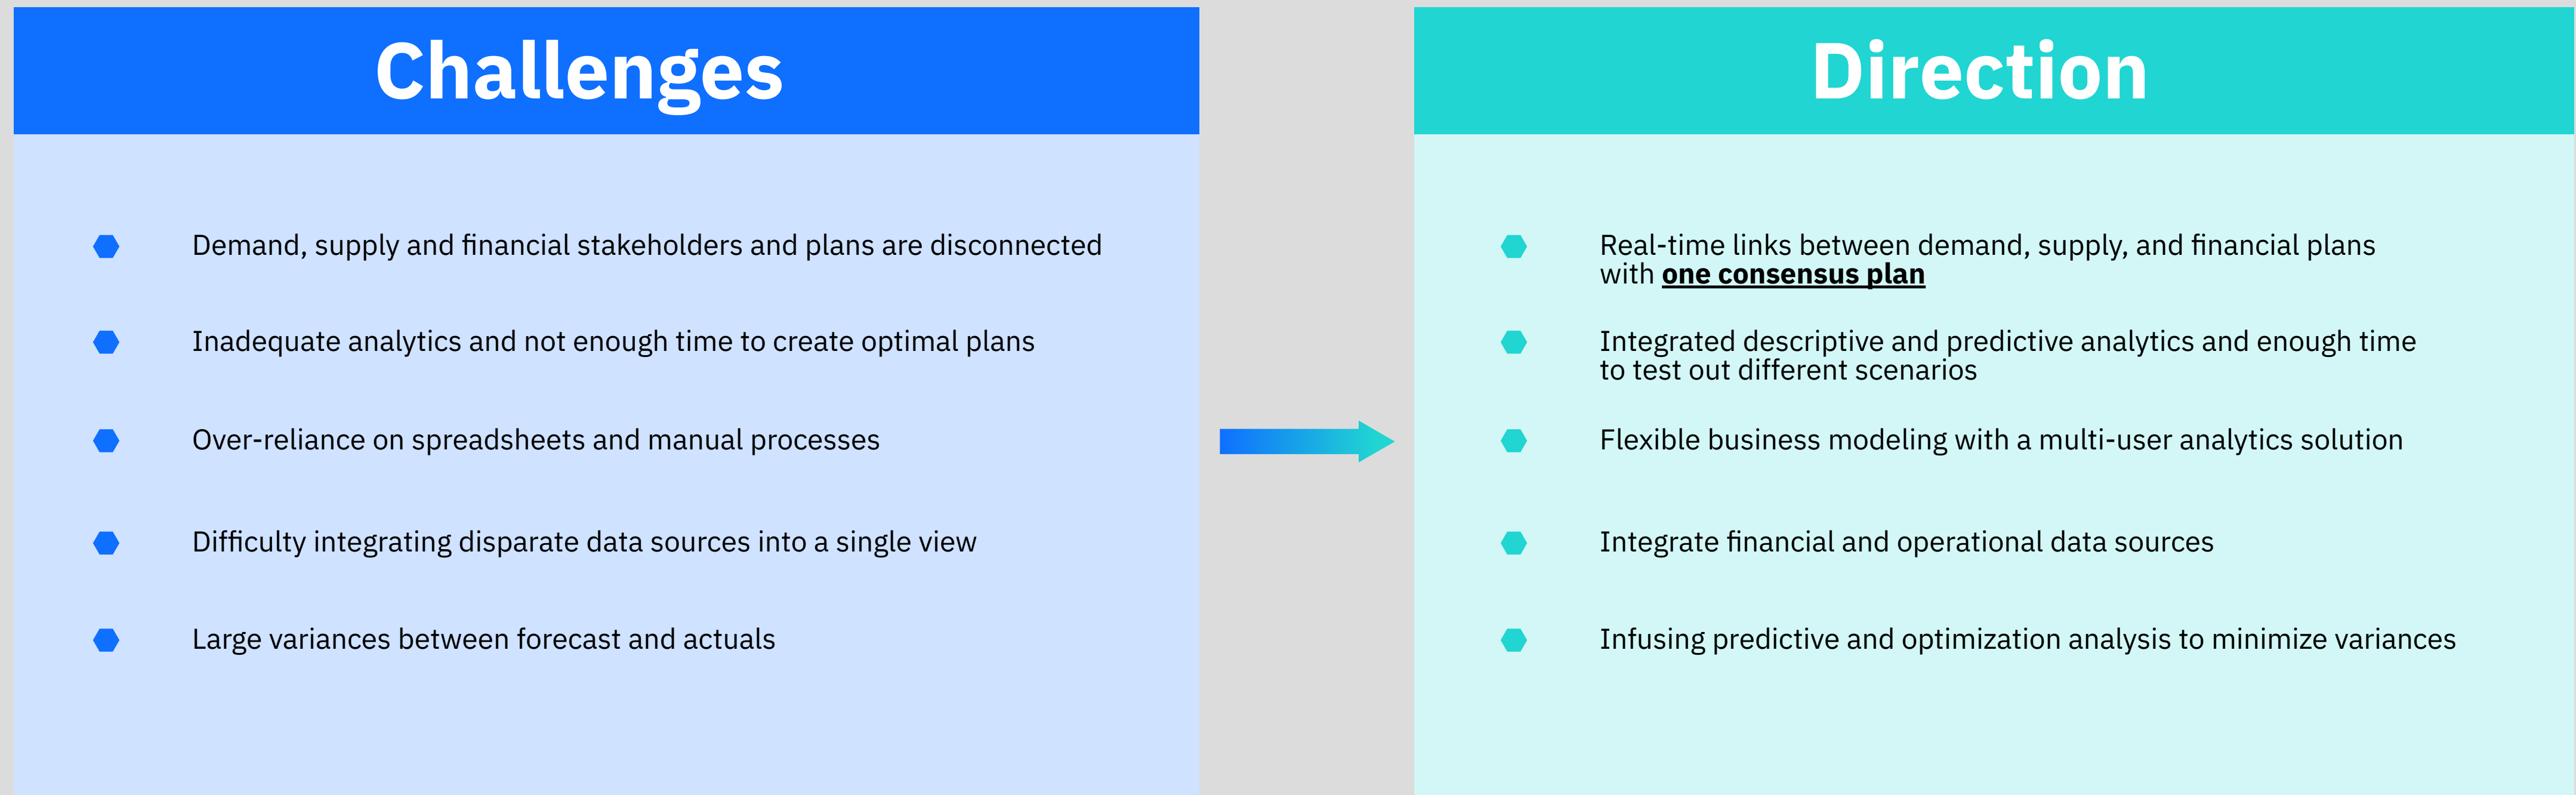 Challenges
Demand, supply and financial stakeholders and plans are disconnected
Inadequate analytics and not enough time to create optimal plans
Over-reliance on spreadsheets and manual processes
Difficulty integrating disparate data sources into a single view
Large variances between forecast and actuals
Direction
Real-time links between demand, supply, and financial plans
with one consensus plan
Integrated descriptive and predictive analytics and enough time
to test out different scenarios
Flexible business modeling with a multi-user analytics solution
Integrate financial and operational data sources
Infusing predictive and optimization analysis to minimize variances